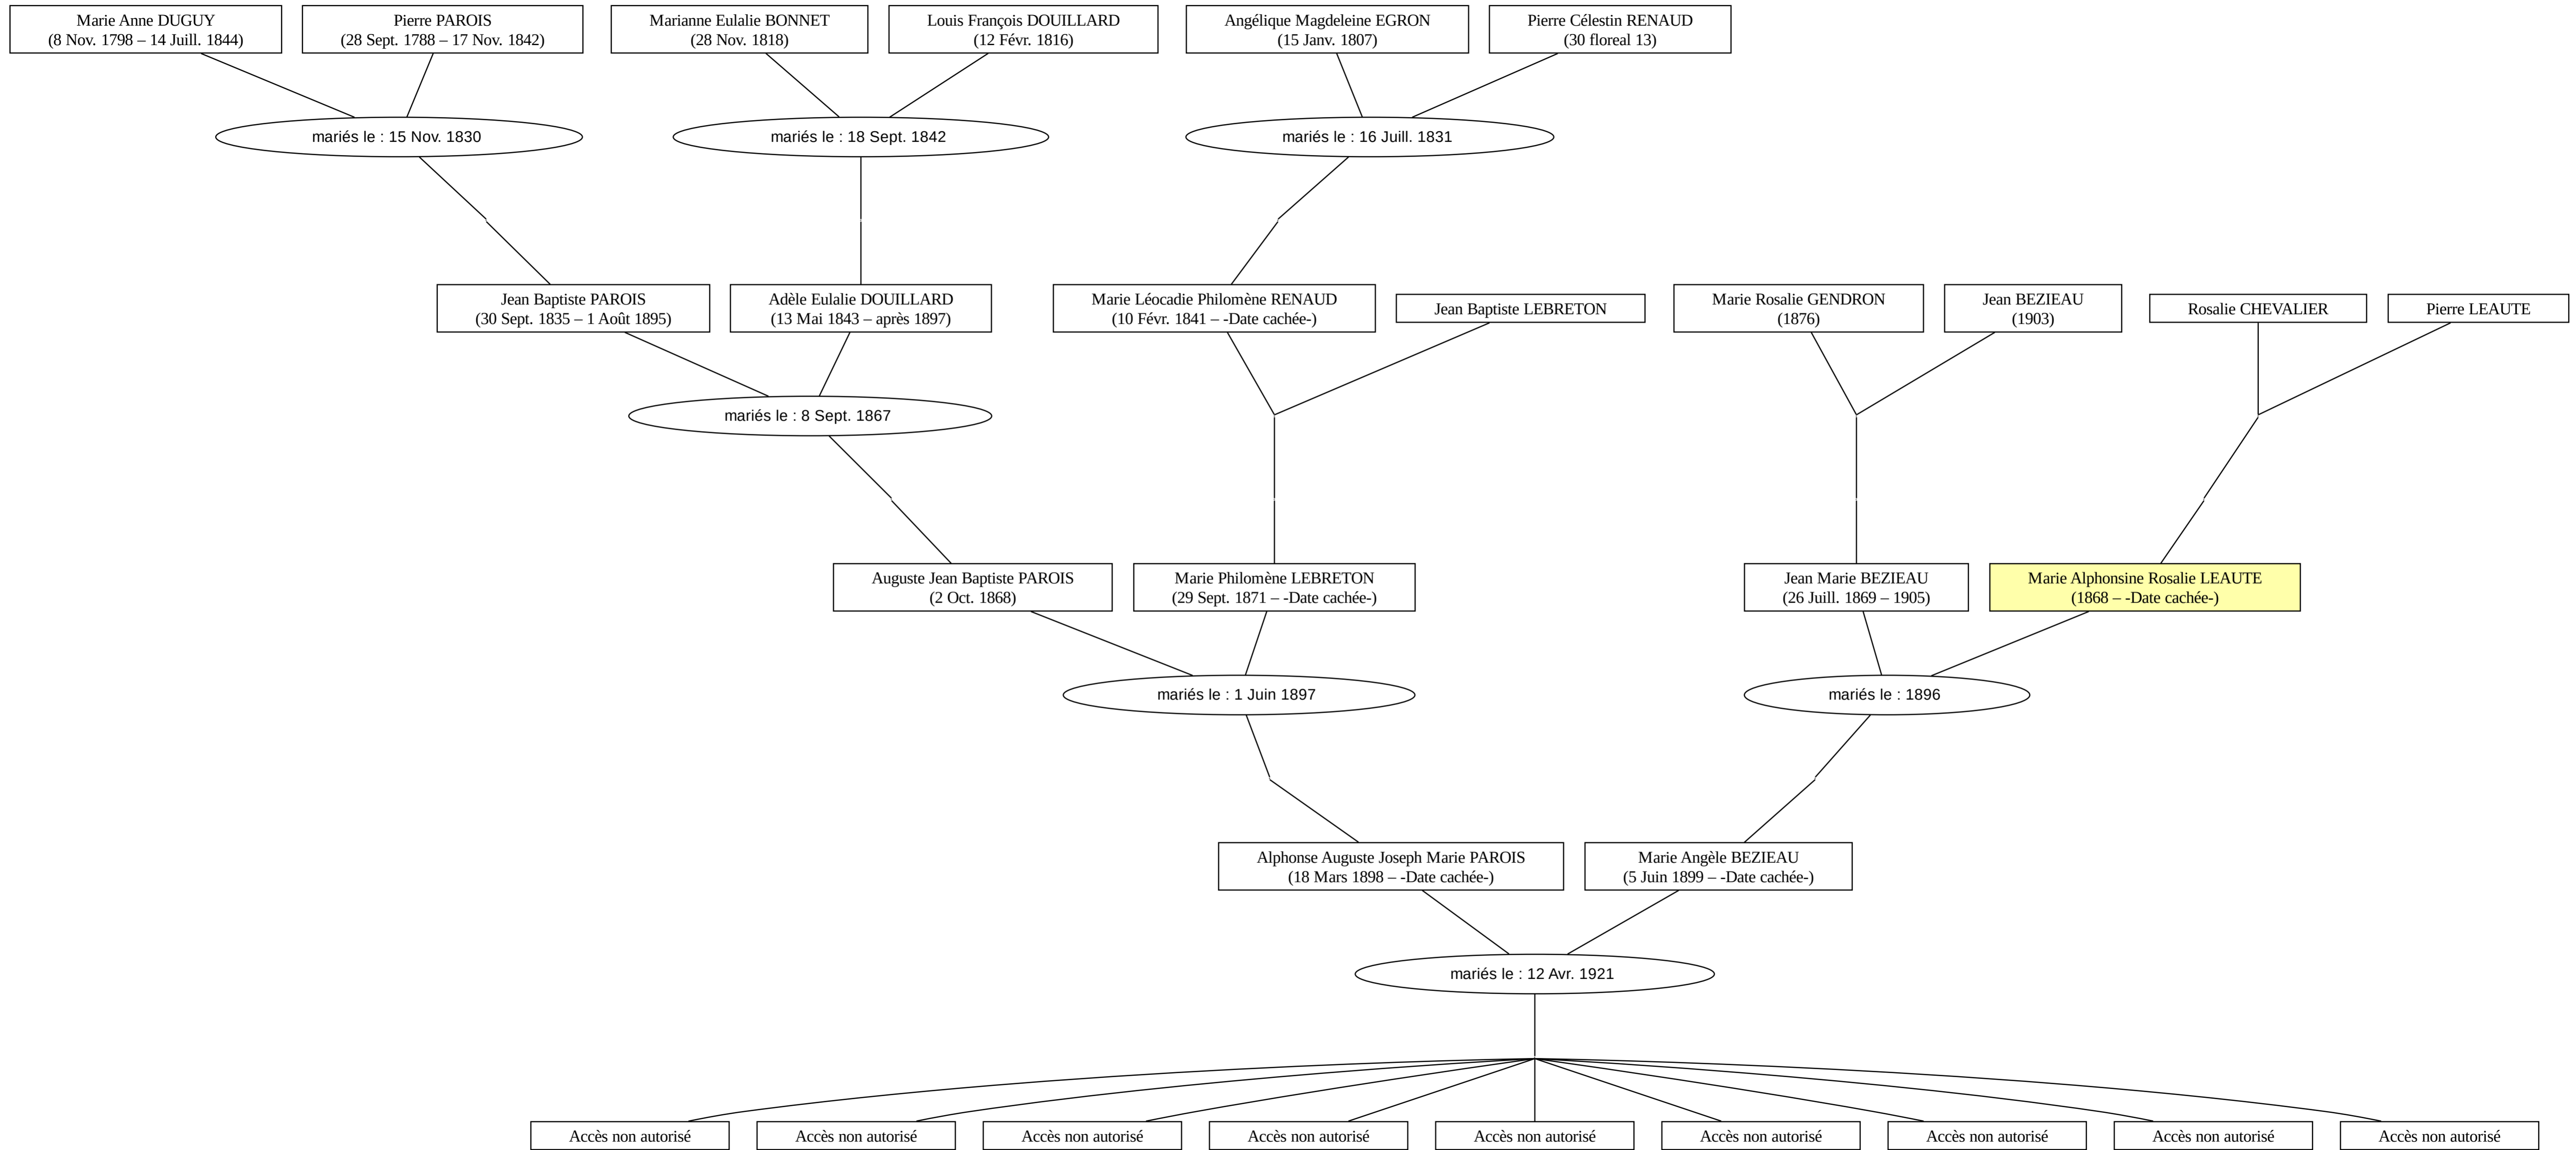 Marie Anne DUGUY
(8 Nov. 1798 – 14 Juill. 1844)
Pierre PAROIS
(28 Sept. 1788 – 17 Nov. 1842)
Marianne Eulalie BONNET
(28 Nov. 1818)
Louis François DOUILLARD
(12 Févr. 1816)
Angélique Magdeleine EGRON
(15 Janv. 1807)
Pierre Célestin RENAUD
(30 floreal 13)
mariés le : 15 Nov. 1830
mariés le : 18 Sept. 1842
mariés le : 16 Juill. 1831
Jean Baptiste PAROIS
(30 Sept. 1835 – 1 Août 1895)
Adèle Eulalie DOUILLARD
(13 Mai 1843 – après 1897)
Marie Léocadie Philomène RENAUD
(10 Févr. 1841 – -Date cachée-)
Jean Baptiste LEBRETON
Marie Rosalie GENDRON
(1876)
Jean BEZIEAU
(1903)
Rosalie CHEVALIER
Pierre LEAUTE
mariés le : 8 Sept. 1867
Auguste Jean Baptiste PAROIS
(2 Oct. 1868)
Marie Philomène LEBRETON
(29 Sept. 1871 – -Date cachée-)
Jean Marie BEZIEAU
(26 Juill. 1869 – 1905)
Marie Alphonsine Rosalie LEAUTE
(1868 – -Date cachée-)
mariés le : 1 Juin 1897
mariés le : 1896
Alphonse Auguste Joseph Marie PAROIS
(18 Mars 1898 – -Date cachée-)
Marie Angèle BEZIEAU
(5 Juin 1899 – -Date cachée-)
mariés le : 12 Avr. 1921
Accès non autorisé
Accès non autorisé
Accès non autorisé
Accès non autorisé
Accès non autorisé
Accès non autorisé
Accès non autorisé
Accès non autorisé
Accès non autorisé